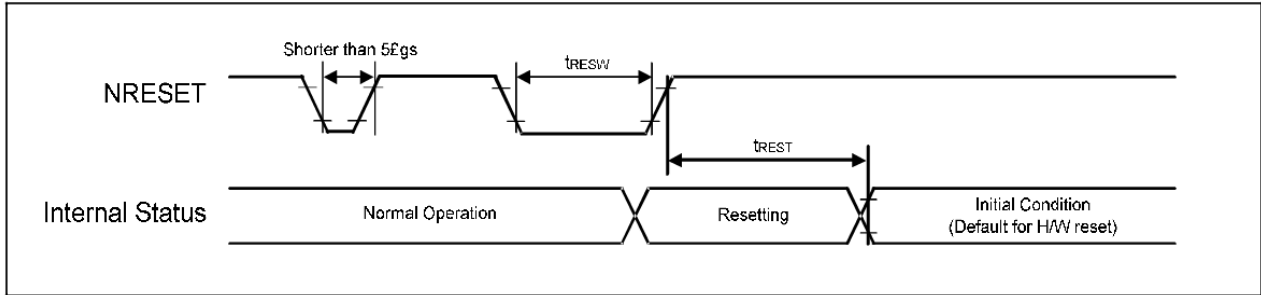 Shorter than 5£gs
tRESW
NRESET
tREST
Internal Status
Normal Operation
Resetting
Initial Condition
(Default for H/W reset)